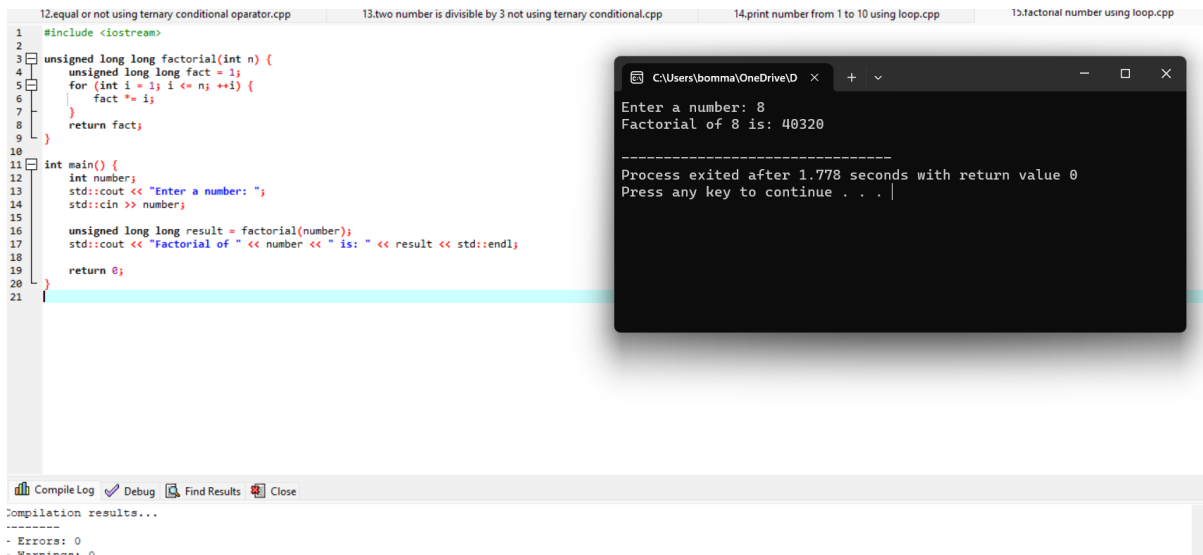 12.equal or not using ternary conditional oparator.cpp
13.two number is divisible by 3 not using ternary conditional.cpp
14.print number from 1 to 10 using loop.cpp
15.factorial number using loop.cpp
1 #include <iostream>
2
3 unsigned long long factorial(int n) {
4 unsigned long long fact = 1;
5 for (int i = 1; i <= n; ++i) {
6 fact *= i;
7 }
8 return fact;
9 }
10
11 int main() {
12 int number;
13 std::cout << "Enter a number: ";
14 std::cin >> number;
15
16 unsigned long long result = factorial(number);
17 std::cout << "Factorial of " << number << " is: " << result << std::endl;
18
19 return 0;
20 }
21
C:\Users\bomma\OneDrive\D
Enter a number: 8
Factorial of 8 is: 40320
--------------------------------
Process exited after 1.778 seconds with return value 0
Press any key to continue . . .
Compile Log Debug Find Results Close
Compilation results...
--------
- Errors: 0
- Warnings: 0